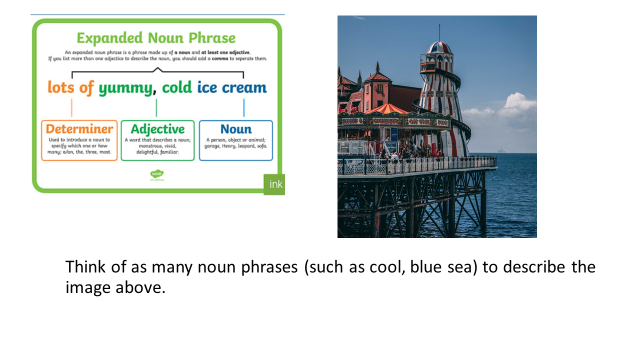 Expanded Noun Phrase
An expanded noun phrase is a phrase made up of a noun and at least one adjective.
If you list more than one adjective to describe the noun, you should add a comma to separate them.
lots of yummy, cold ice cream
Determiner
Used to introduce a noun to
specify which one or how
many; a/an, the, three, most.
Adjective
A word that describes a noun;
monstrous, vivid,
delightful, familiar.
Noun
A person, object or animal;
garage, Henry, leopard, sofa.
ink
Think of as many noun phrases (such as cool, blue sea) to describe the
image above.